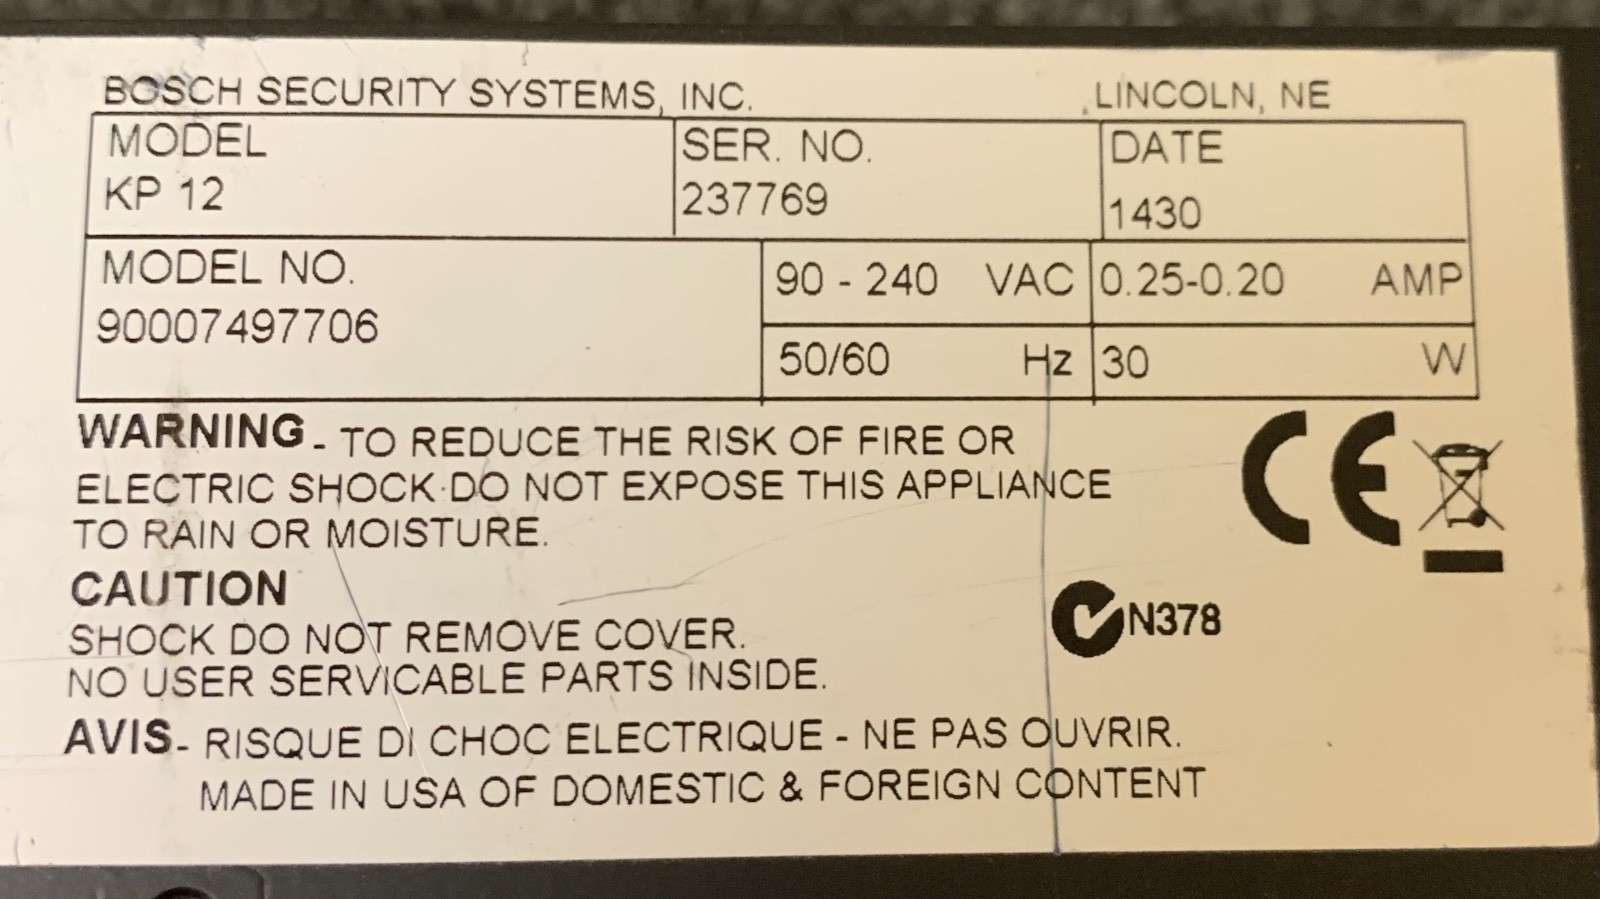 BOSCH SECURITY SYSTEMS, INC. LINCOLN, NE
MODEL SER. NO. DATE
KP 12 237769 1430
MODEL NO. 90 - 240 VAC 0.25-0.20 AMP
90007497706
50/60 Hz 30 W
WARNING - TO REDUCE THE RISK OF FIRE OR
ELECTRIC SHOCK DO NOT EXPOSE THIS APPLIANCE
TO RAIN OR MOISTURE.
CE
CAUTION
SHOCK DO NOT REMOVE COVER.
N378
NO USER SERVICABLE PARTS INSIDE.
AVIS- RISQUE DI CHOC ELECTRIQUE - NE PAS OUVRIR.
MADE IN USA OF DOMESTIC & FOREIGN CONTENT